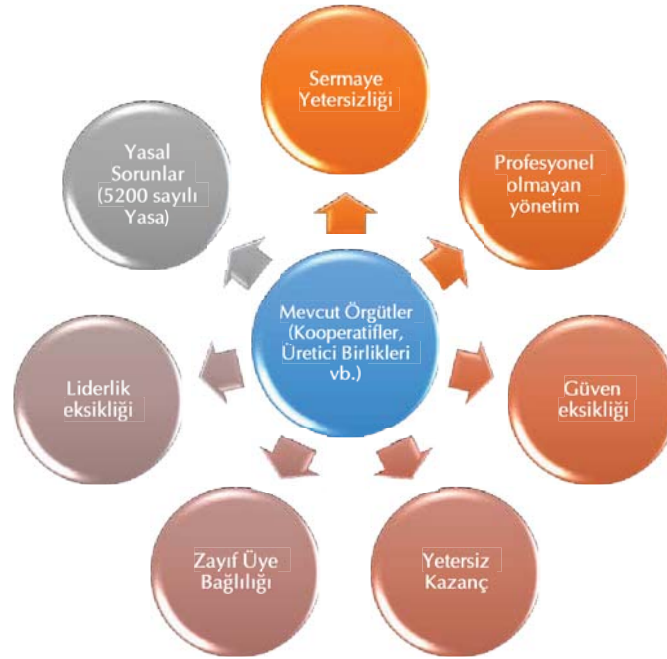 Sermaye
Yetersizliği
Profesyonel
olmayan
yönetim
Güven
eksikliği
Yetersiz
Kazanç
Zayıf Üye
Bağlılığı
Liderlik
eksikliği
Yasal
Sorunlar
(5200 sayılı
Yasa)
Mevcut Örgütler
(Kooperatifler,
Üretici Birlikleri
vb.)